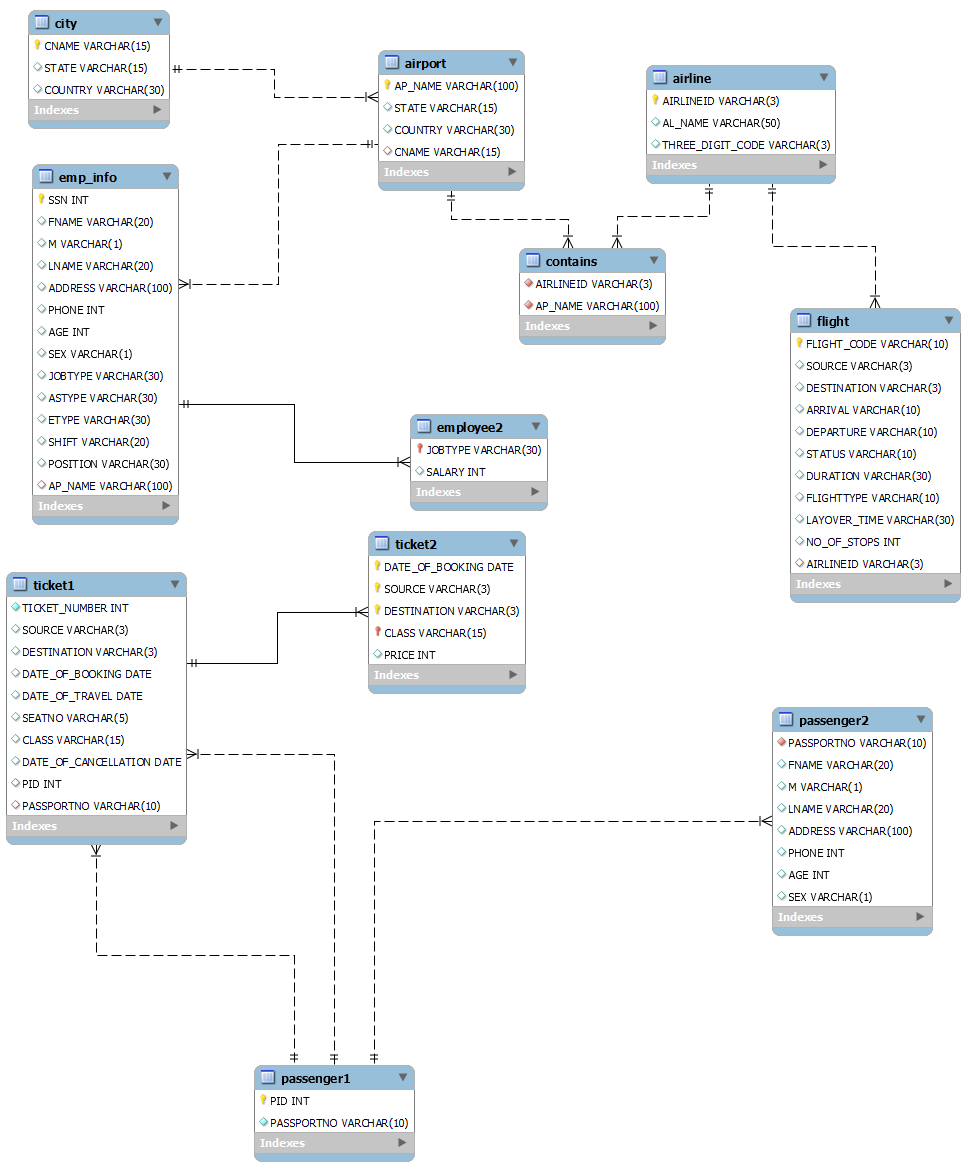 city
CNAME VARCHAR(15)
STATE VARCHAR(15)
COUNTRY VARCHAR(30)
Indexes
airport
AP_NAME VARCHAR(100)
STATE VARCHAR(15)
COUNTRY VARCHAR(30)
CNAME VARCHAR(15)
Indexes
airline
AIRLINEID VARCHAR(3)
AL_NAME VARCHAR(50)
THREE_DIGIT_CODE VARCHAR(3)
Indexes
emp_info
SSN INT
FNAME VARCHAR(20)
M VARCHAR(1)
LNAME VARCHAR(20)
ADDRESS VARCHAR(100)
PHONE INT
AGE INT
SEX VARCHAR(1)
JOBTYPE VARCHAR(30)
ASTYPE VARCHAR(30)
ETYPE VARCHAR(30)
SHIFT VARCHAR(20)
POSITION VARCHAR(30)
AP_NAME VARCHAR(100)
Indexes
contains
AIRLINEID VARCHAR(3)
AP_NAME VARCHAR(100)
Indexes
flight
FLIGHT_CODE VARCHAR(10)
SOURCE VARCHAR(3)
DESTINATION VARCHAR(3)
ARRIVAL VARCHAR(10)
DEPARTURE VARCHAR(10)
STATUS VARCHAR(10)
DURATION VARCHAR(30)
FLIGHTTYPE VARCHAR(10)
LAYOVER_TIME VARCHAR(30)
NO_OF_STOPS INT
AIRLINEID VARCHAR(3)
Indexes
employee2
JOBTYPE VARCHAR(30)
SALARY INT
Indexes
ticket2
DATE_OF_BOOKING DATE
SOURCE VARCHAR(3)
DESTINATION VARCHAR(3)
CLASS VARCHAR(15)
PRICE INT
Indexes
ticket1
TICKET_NUMBER INT
SOURCE VARCHAR(3)
DESTINATION VARCHAR(3)
DATE_OF_BOOKING DATE
DATE_OF_TRAVEL DATE
SEATNO VARCHAR(5)
CLASS VARCHAR(15)
DATE_OF_CANCELLATION DATE
PID INT
PASSPORTNO VARCHAR(10)
Indexes
passenger2
PASSPORTNO VARCHAR(10)
FNAME VARCHAR(20)
M VARCHAR(1)
LNAME VARCHAR(20)
ADDRESS VARCHAR(100)
PHONE INT
AGE INT
SEX VARCHAR(1)
Indexes
passenger1
PID INT
PASSPORTNO VARCHAR(10)
Indexes